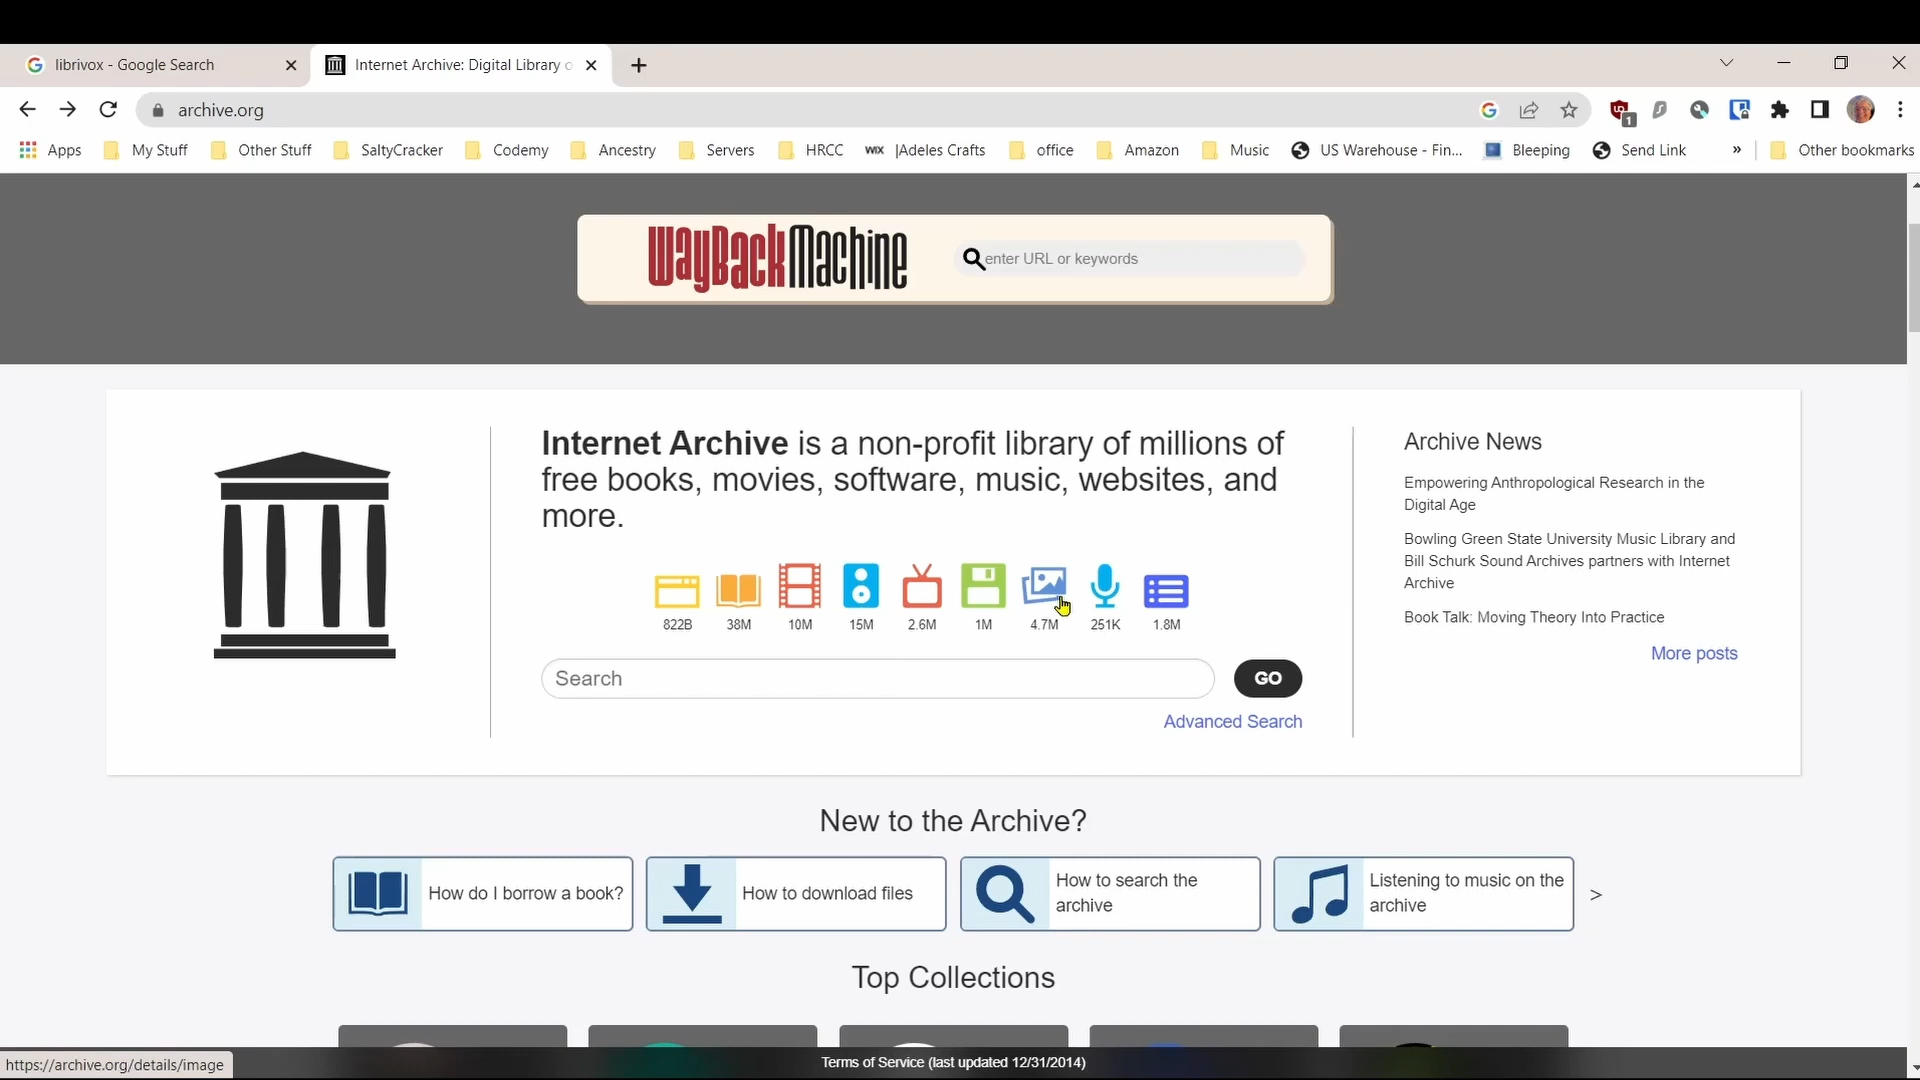 librivox - Google Search
Internet Archive: Digital Library o
archive.org
1
Apps
My Stuff
Other Stuff
SaltyCracker
Codemy
Ancestry
Servers
HRCC
WIX |Adeles Crafts
office
Amazon
Music
US Warehouse - Fin...
Bleeping
Send Link
»
Other bookmarks
WayBackMachine
enter URL or keywords
Internet Archive is a non-profit library of millions of
free books, movies, software, music, websites, and
more.
822B
38M
10M
15M
2.6M
1M
4.7M
251K
1.8M
Search
GO
Advanced Search
Archive News
Empowering Anthropological Research in the
Digital Age
Bowling Green State University Music Library and
Bill Schurk Sound Archives partners with Internet
Archive
Book Talk: Moving Theory Into Practice
More posts
New to the Archive?
How do I borrow a book?
How to download files
How to search the
archive
Listening to music on the
archive
>
Top Collections
https://archive.org/details/image
Terms of Service (last updated 12/31/2014)